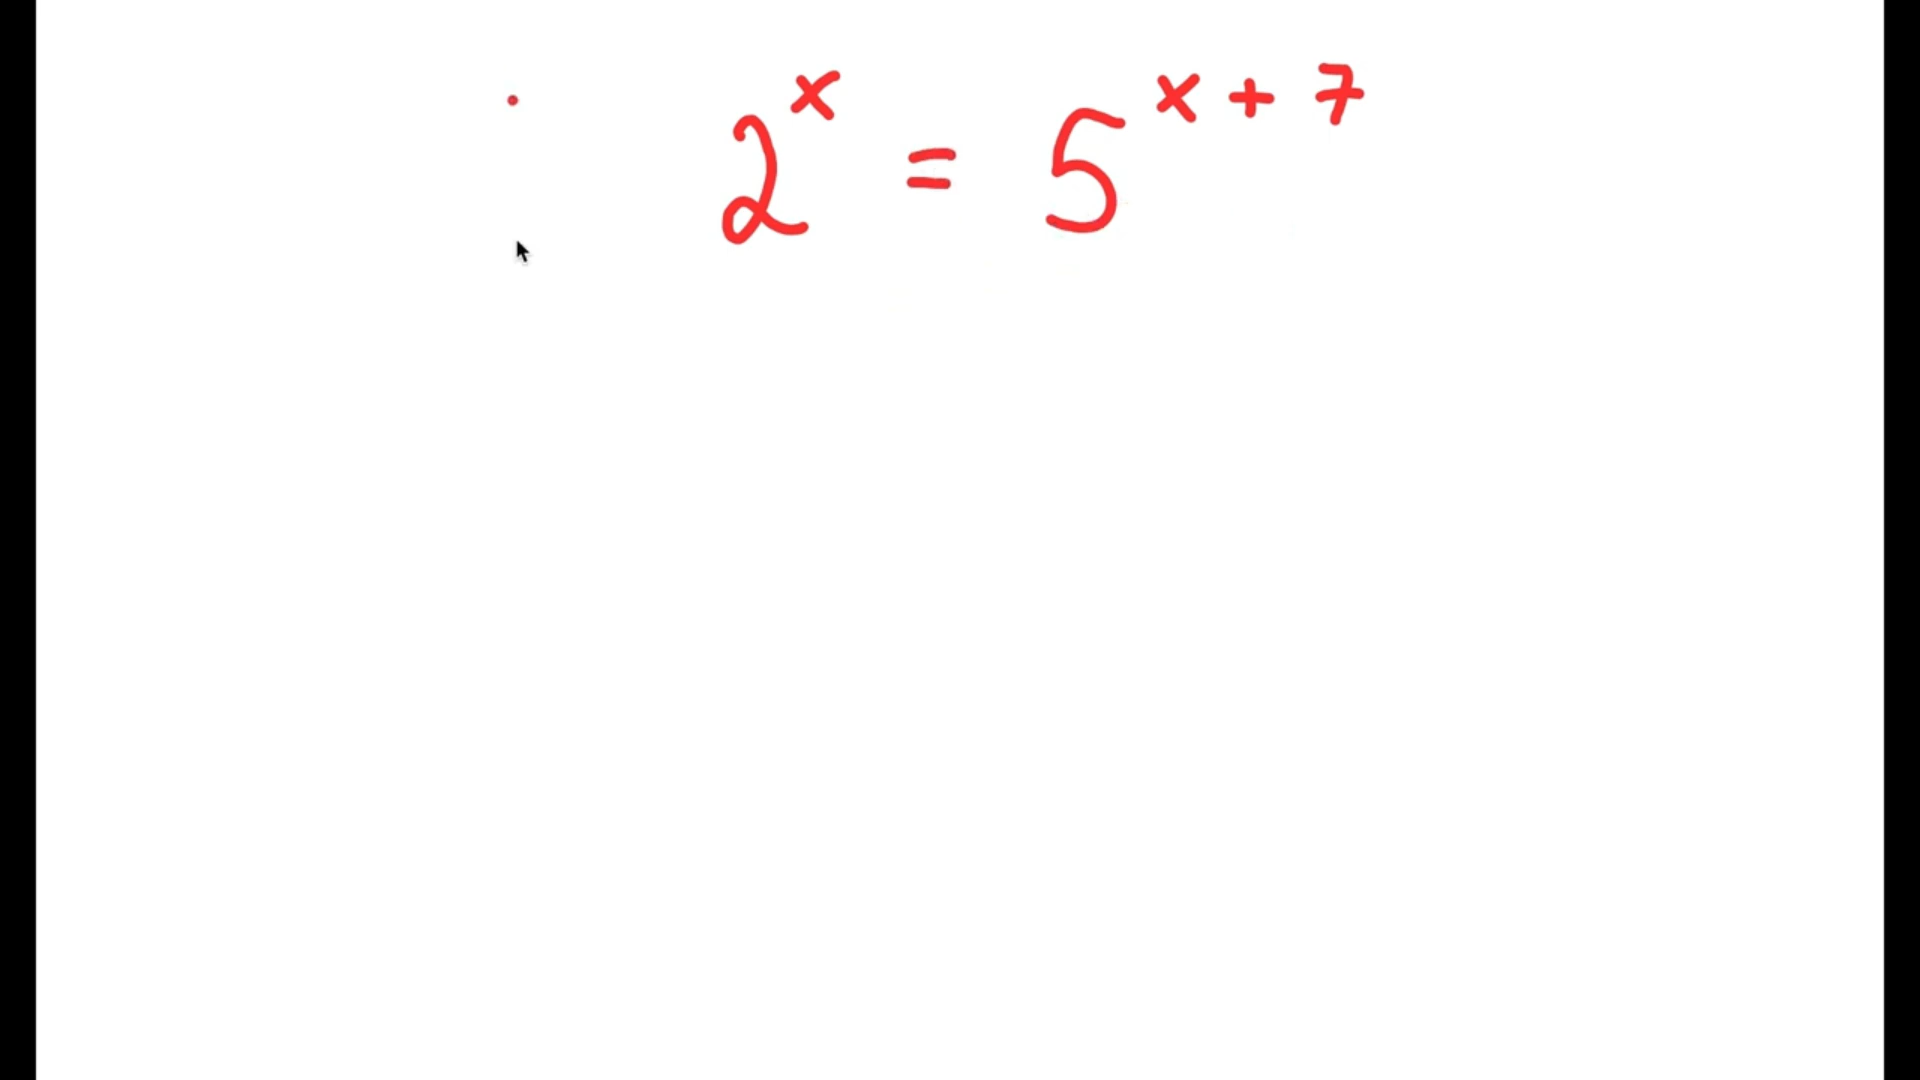 2^x = 5^{x + 7}